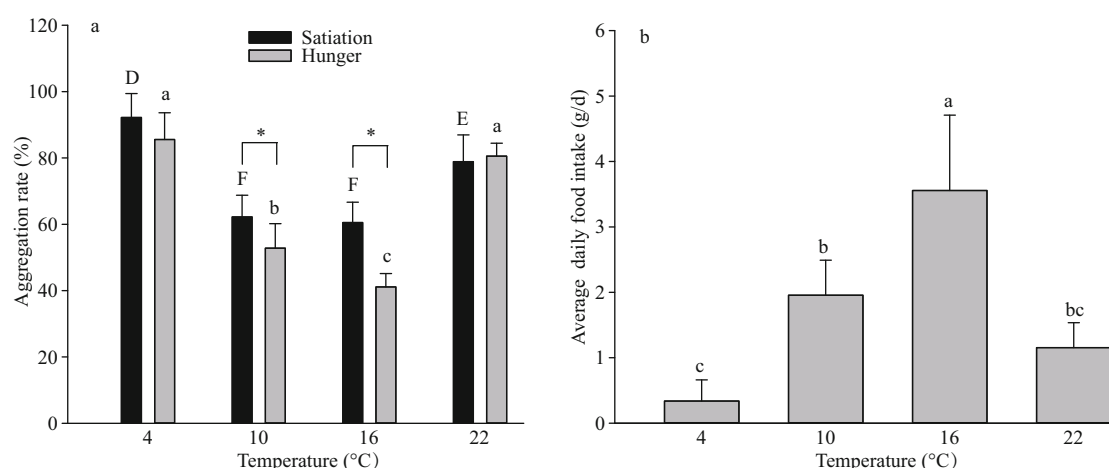 a
Satiation
Hunger
Aggregation rate (%)
120
100
80
60
40
20
0
D
a
*
F
b
*
F
c
E
a
4 10 16 22
Temperature (°C)
b
Average daily food intake (g/d)
6
5
4
3
2
1
0
c
b
a
bc
4 10 16 22
Temperature (°C)